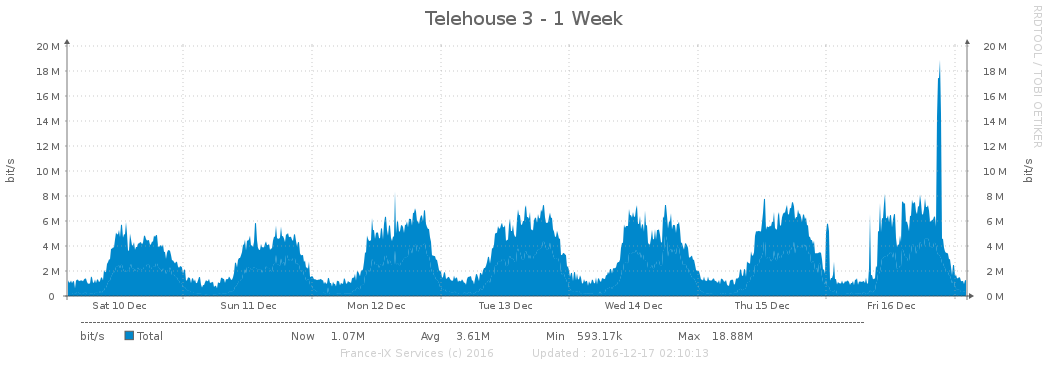 Telehouse 3 - 1 Week
RRDTOOL / TOBI OETIKER
bit/s
20 M
18 M
16 M
14 M
12 M
10 M
8 M
6 M
4 M
2 M
0
20 M
18 M
16 M
14 M
12 M
10 M
8 M
6 M
4 M
2 M
0 M
bit/s
Sat 10 Dec Sun 11 Dec Mon 12 Dec Tue 13 Dec Wed 14 Dec Thu 15 Dec Fri 16 Dec
bit/s Total Now 1.07M Avg 3.61M Min 593.17k Max 18.88M
France-IX Services (c) 2016 Updated : 2016-12-17 02:10:13